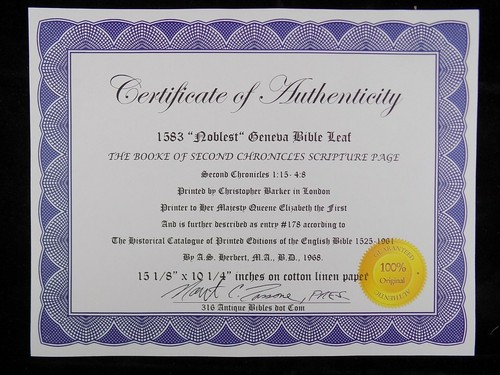 Certificate of Authenticity
1583 "Noblest" Geneva Bible Leaf
THE BOOKE OF SECOND CHRONICLES SCRIPTURE PAGE
Second Chronicles 1:15- 4:8
Printed by Christopher Barker in London
Printer to Her Majesty Queene Elizabeth the First
And is further described as entry #178 according to
The Historical Catalogue of Printed Editions of the English Bible 1525-1961
By A.S. Herbert, M.A., B.D., 1968.
15 1/8" x 10 1/4" inches on cotton linen paper
316 Antique Bibles dot Com
GUARANTEED
100%
Original
AUTHENTIC